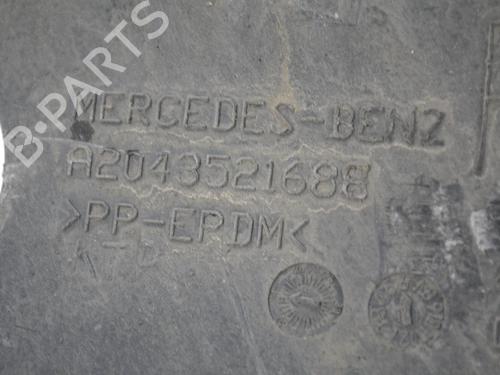 B-PARTS
MERCEDES-BENZ
A2043521688
>PP-EPDM<